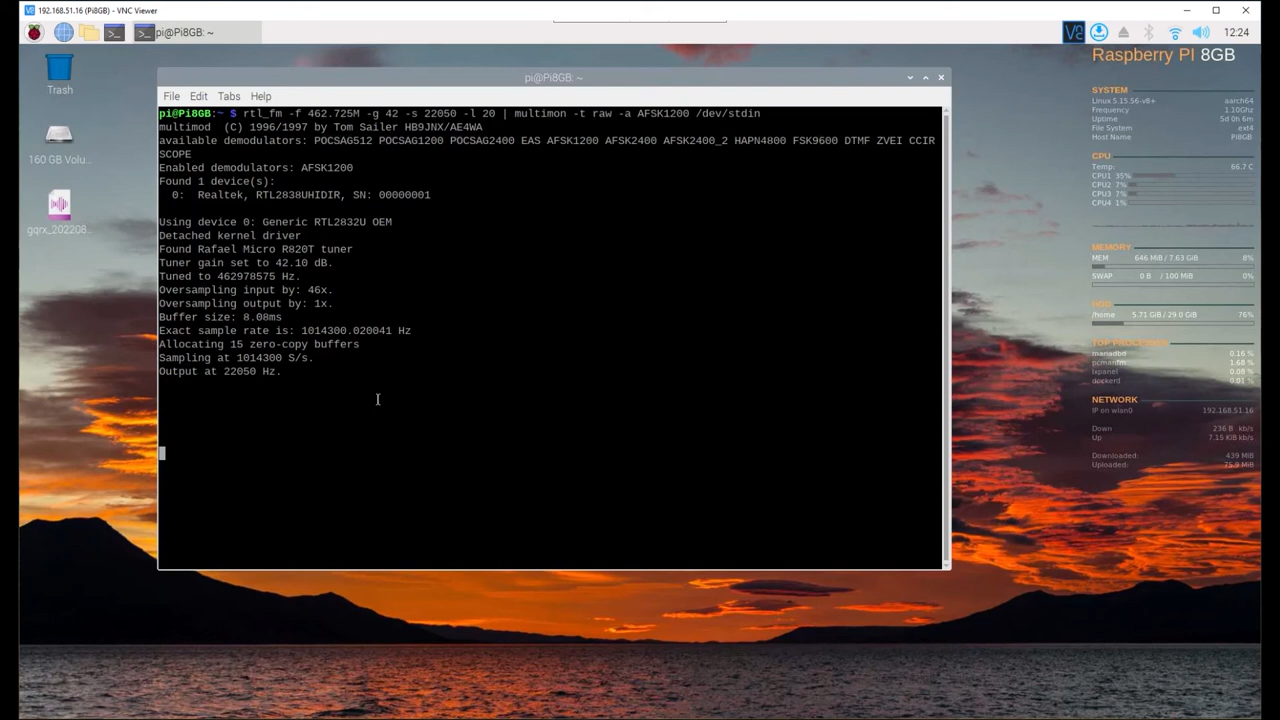 192.168.51.16 (Pi8GB) - VNC Viewer
pi@Pi8GB: ~
12:24
Trash
160 GB Volu...
gqrx_202208...
pi@Pi8GB: ~
File Edit Tabs Help
pi@Pi8GB:~ $ rtl_fm -f 462.725M -g 42 -s 22050 -l 20 | multimon -t raw -a AFSK1200 /dev/stdin
multimod  (C) 1996/1997 by Tom Sailer HB9JNX/AE4WA
available demodulators: POCSAG512 POCSAG1200 POCSAG2400 EAS AFSK1200 AFSK2400 AFSK2400_2 HAPN4800 FSK9600 DTMF ZVEI CCIR
SCOPE
Enabled demodulators: AFSK1200
Found 1 device(s):
0:  Realtek, RTL2838UHIDIR, SN: 00000001
Using device 0: Generic RTL2832U OEM
Detached kernel driver
Found Rafael Micro R820T tuner
Tuner gain set to 42.10 dB.
Tuned to 462978575 Hz.
Oversampling input by: 46x.
Oversampling output by: 1x.
Buffer size: 8.08ms
Exact sample rate is: 1014300.020041 Hz
Allocating 15 zero-copy buffers
Sampling at 1014300 S/s.
Output at 22050 Hz.
Raspberry PI 8GB
SYSTEM
Linux 5.15.56-v8+ aarch64
Frequency 1.10Ghz
Uptime 5d 0h 6m
File System ext4
Host Name Pi8GB
CPU
Temp: 66.7 C
CPU1 35%
CPU2 7%
CPU3 7%
CPU4 1%
MEMORY
MEM 646 MiB / 7.63 GiB 8%
SWAP 0 B / 100 MiB 0%
HDD
/home 5.71 GiB / 29.0 GiB 76%
TOP PROCESSES
mariadbd 0.16 %
pcmanfm 1.68 %
lxpanel 0.08 %
dockerd 0.01 %
NETWORK
IP on wlan0 192.168.51.16
Down 236 B kb/s
Up 7.15 KiB kb/s
Downloaded: 439 MiB
Uploaded: 75.9 MiB